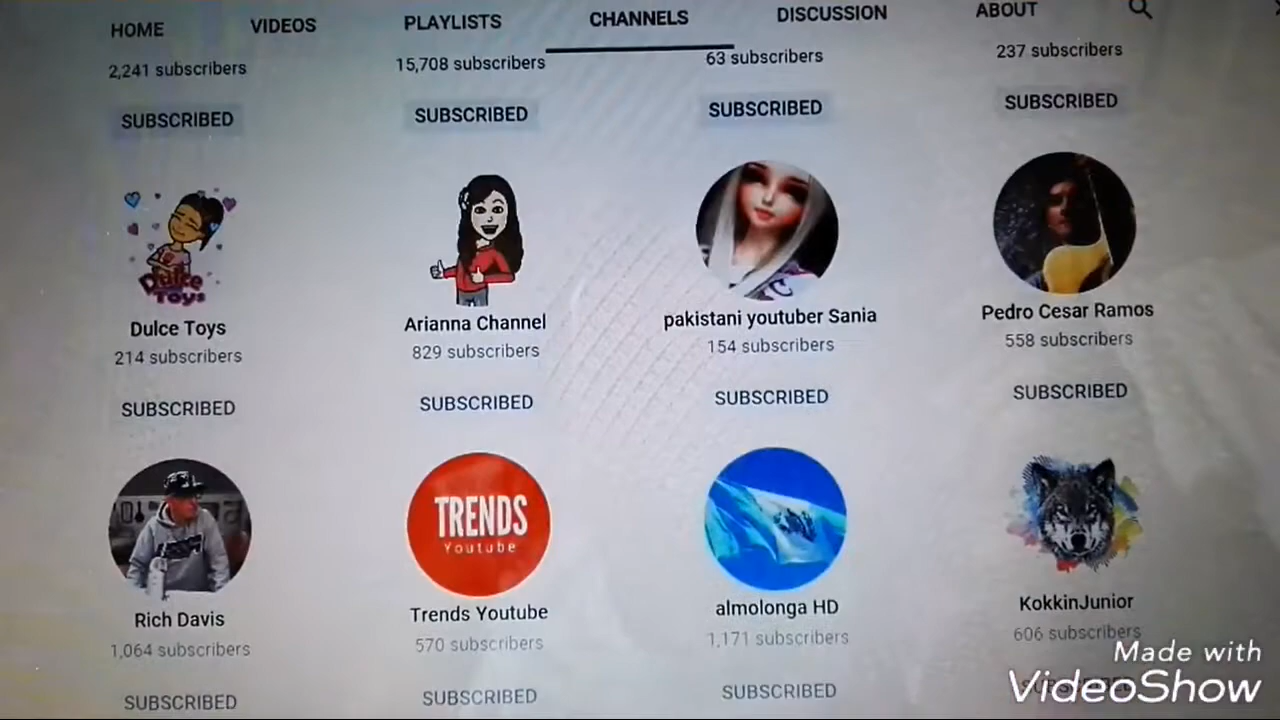 HOME VIDEOS PLAYLISTS CHANNELS DISCUSSION ABOUT
2,241 subscribers 15,708 subscribers 63 subscribers 237 subscribers
SUBSCRIBED SUBSCRIBED SUBSCRIBED SUBSCRIBED
Dulce
Toys
Dulce Toys Arianna Channel pakistani youtuber Sania Pedro Cesar Ramos
214 subscribers 829 subscribers 154 subscribers 558 subscribers
SUBSCRIBED SUBSCRIBED SUBSCRIBED SUBSCRIBED
TRENDS
Youtube
Rich Davis Trends Youtube almolonga HD KokkinJunior
1,064 subscribers 570 subscribers 1,171 subscribers 606 subscribers
SUBSCRIBED SUBSCRIBED SUBSCRIBED
Made with
VideoShow